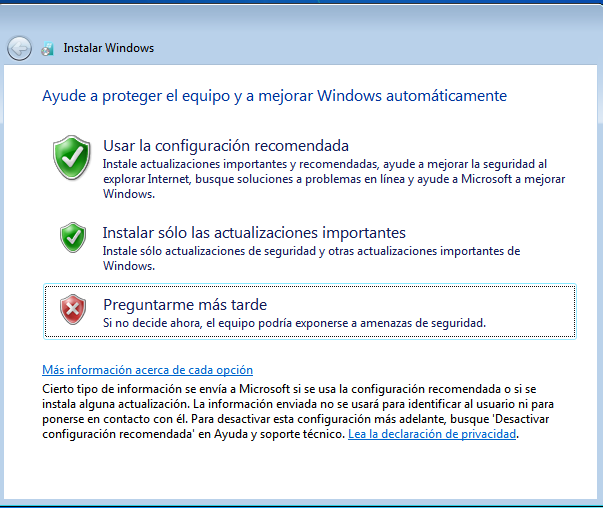 Instalar Windows
Ayude a proteger el equipo y a mejorar Windows automáticamente
Usar la configuración recomendada
Instale actualizaciones importantes y recomendadas, ayude a mejorar la seguridad al
explorar Internet, busque soluciones a problemas en línea y ayude a Microsoft a mejorar
Windows.
Instalar sólo las actualizaciones importantes
Instale sólo actualizaciones de seguridad y otras actualizaciones importantes de
Windows.
Preguntarme más tarde
Si no decide ahora, el equipo podría exponerse a amenazas de seguridad.
Más información acerca de cada opción
Cierto tipo de información se envía a Microsoft si se usa la configuración recomendada o si se
instala alguna actualización. La información enviada no se usará para identificar al usuario ni para
ponerse en contacto con él. Para desactivar esta configuración más adelante, busque 'Desactivar
configuración recomendada' en Ayuda y soporte técnico. Lea la declaración de privacidad.